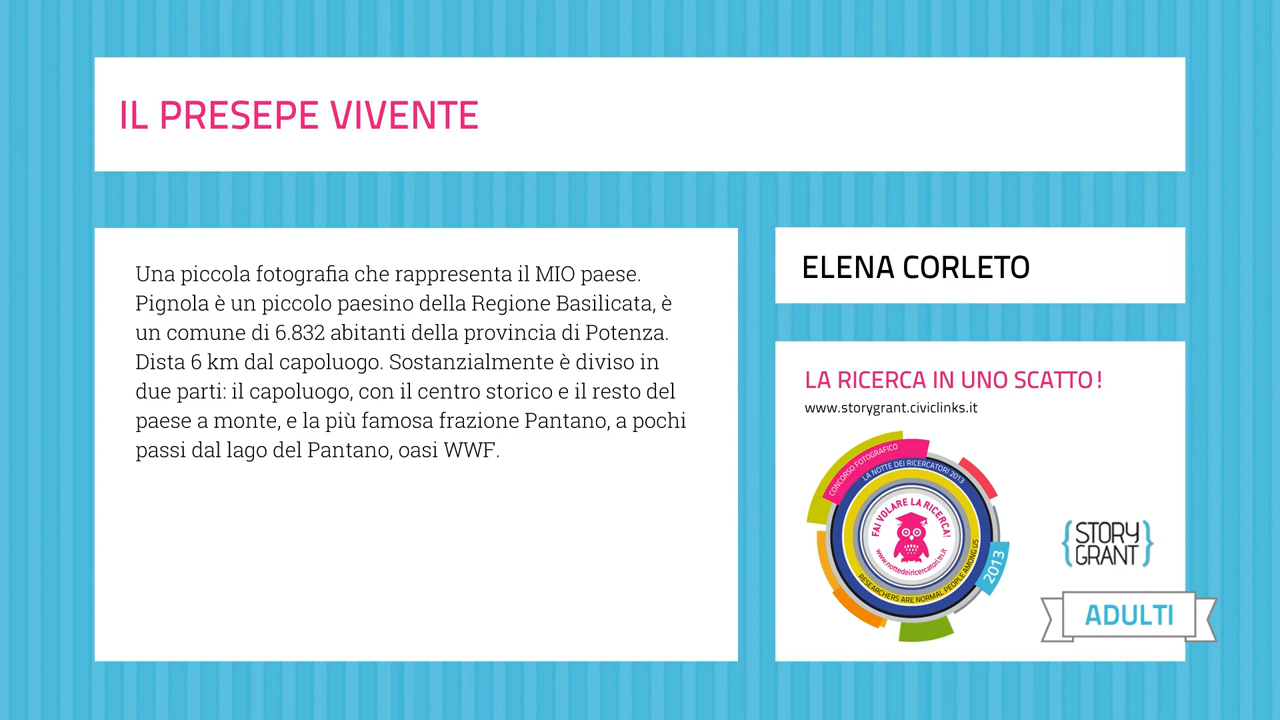 IL PRESEPE VIVENTE
Una piccola fotografia che rappresenta il MIO paese.
Pignola è un piccolo paesino della Regione Basilicata, è
un comune di 6.832 abitanti della provincia di Potenza.
Dista 6 km dal capoluogo. Sostanzialmente è diviso in
due parti: il capoluogo, con il centro storico e il resto del
paese a monte, e la più famosa frazione Pantano, a pochi
passi dal lago del Pantano, oasi WWF.
ELENA CORLETO
LA RICERCA IN UNO SCATTO!
www.storygrant.civiclinks.it
CONCORSO FOTOGRAFICO
LA NOTTE DEI RICERCATORI 2013
FAI VOLARE LA RICERCA!
www.nottedeiricercatori.tn.it
RESEARCHERS ARE NORMAL PEOPLE AMONG US
2013
{STORY
GRANT}
ADULTI